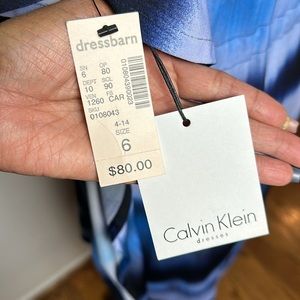 dressbarn
SN OP
6 80
DEPT SCL
10 90
VEN FS
1260 CAR
SKU
0108043
4-14
SIZE
6
$80.00
Calvin Klein
dresses